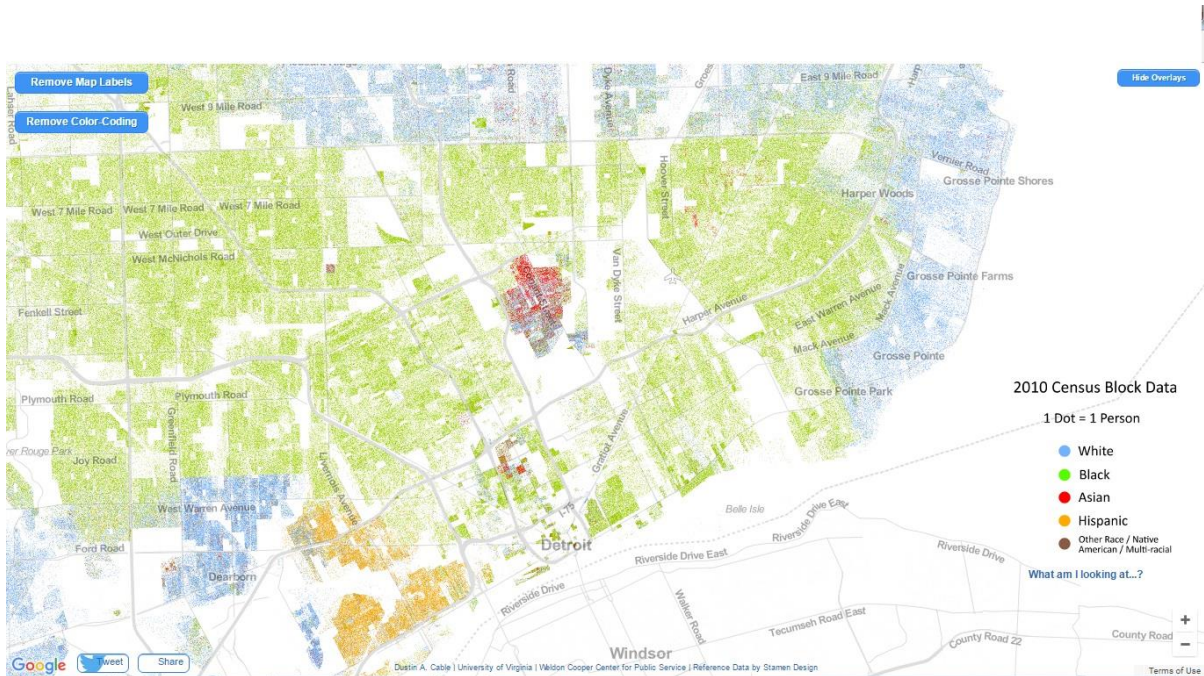 Remove Map Labels
Remove Color-Coding
Hide Overlays
Lahser Road
West 9 Mile Road
Dyke Avenue
East 9 Mile Road
Hoover Street
Vernier Road
Grosse Pointe Shores
Harper Woods
West 7 Mile Road
West 7 Mile Road
West 7 Mile Road
West Outer Drive
West McNichols Road
Van Dyke Street
Grosse Pointe Farms
Fenkell Street
Harper Avenue
East Warren Avenue
Mack Avenue
Mack Avenue
Grosse Pointe
Grosse Pointe Park
Plymouth Road
Plymouth Road
Greenfield Road
Gratiot Avenue
Joy Road
Livernois Avenue
West Warren Avenue
I-75
Belle Isle
Ford Road
Detroit
Dearborn
Riverside Drive
Riverside Drive East
Riverside Drive East
Riverside Drive
Walker Road
Tecumseh Road East
County Road 22
County Road
Windsor
2010 Census Block Data
1 Dot = 1 Person
White
Black
Asian
Hispanic
Other Race / Native
American / Multi-racial
What am I looking at...?
+
−
Google
Tweet
Share
Dustin A. Cable | University of Virginia | Weldon Cooper Center for Public Service | Reference Data by Stamen Design
Terms of Use